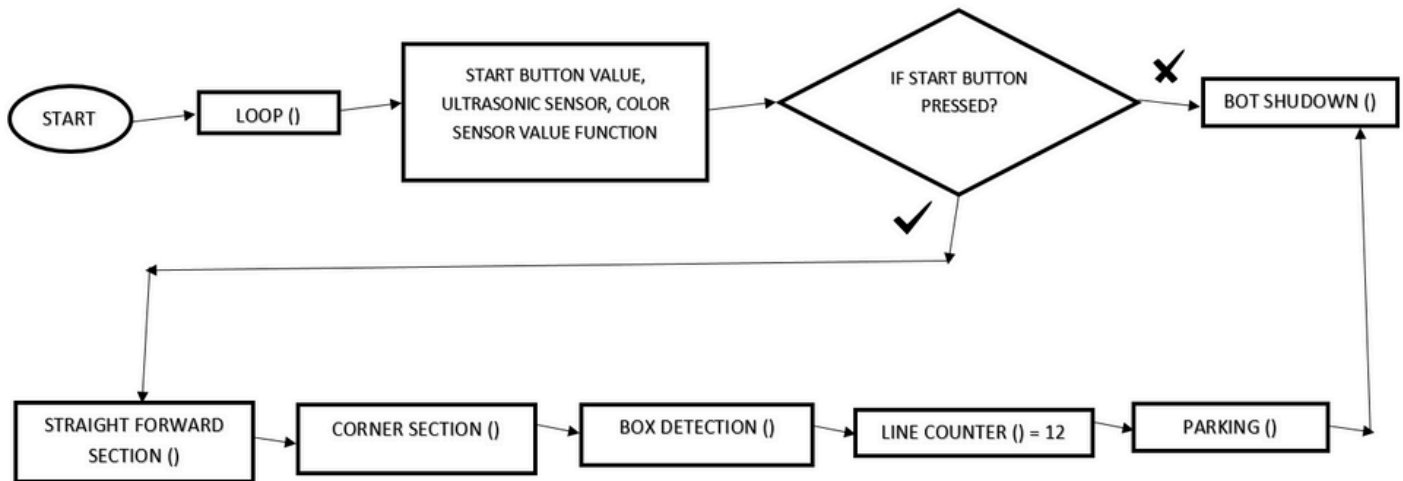 START
LOOP ()
START BUTTON VALUE,
ULTRASONIC SENSOR, COLOR
SENSOR VALUE FUNCTION
IF START BUTTON
PRESSED?
BOT SHUDOWN ()
STRAIGHT FORWARD
SECTION ()
CORNER SECTION ()
BOX DETECTION ()
LINE COUNTER () = 12
PARKING ()